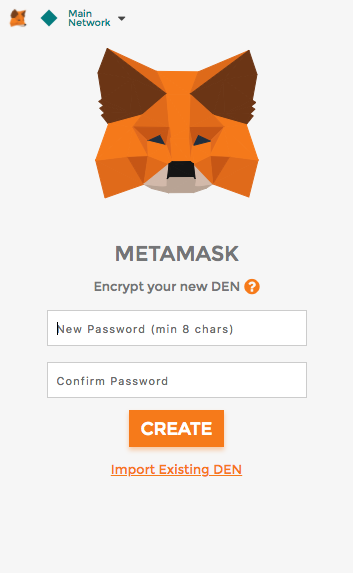 Main
Network
METAMASK
Encrypt your new DEN ?
New Password (min 8 chars)
Confirm Password
CREATE
Import Existing DEN